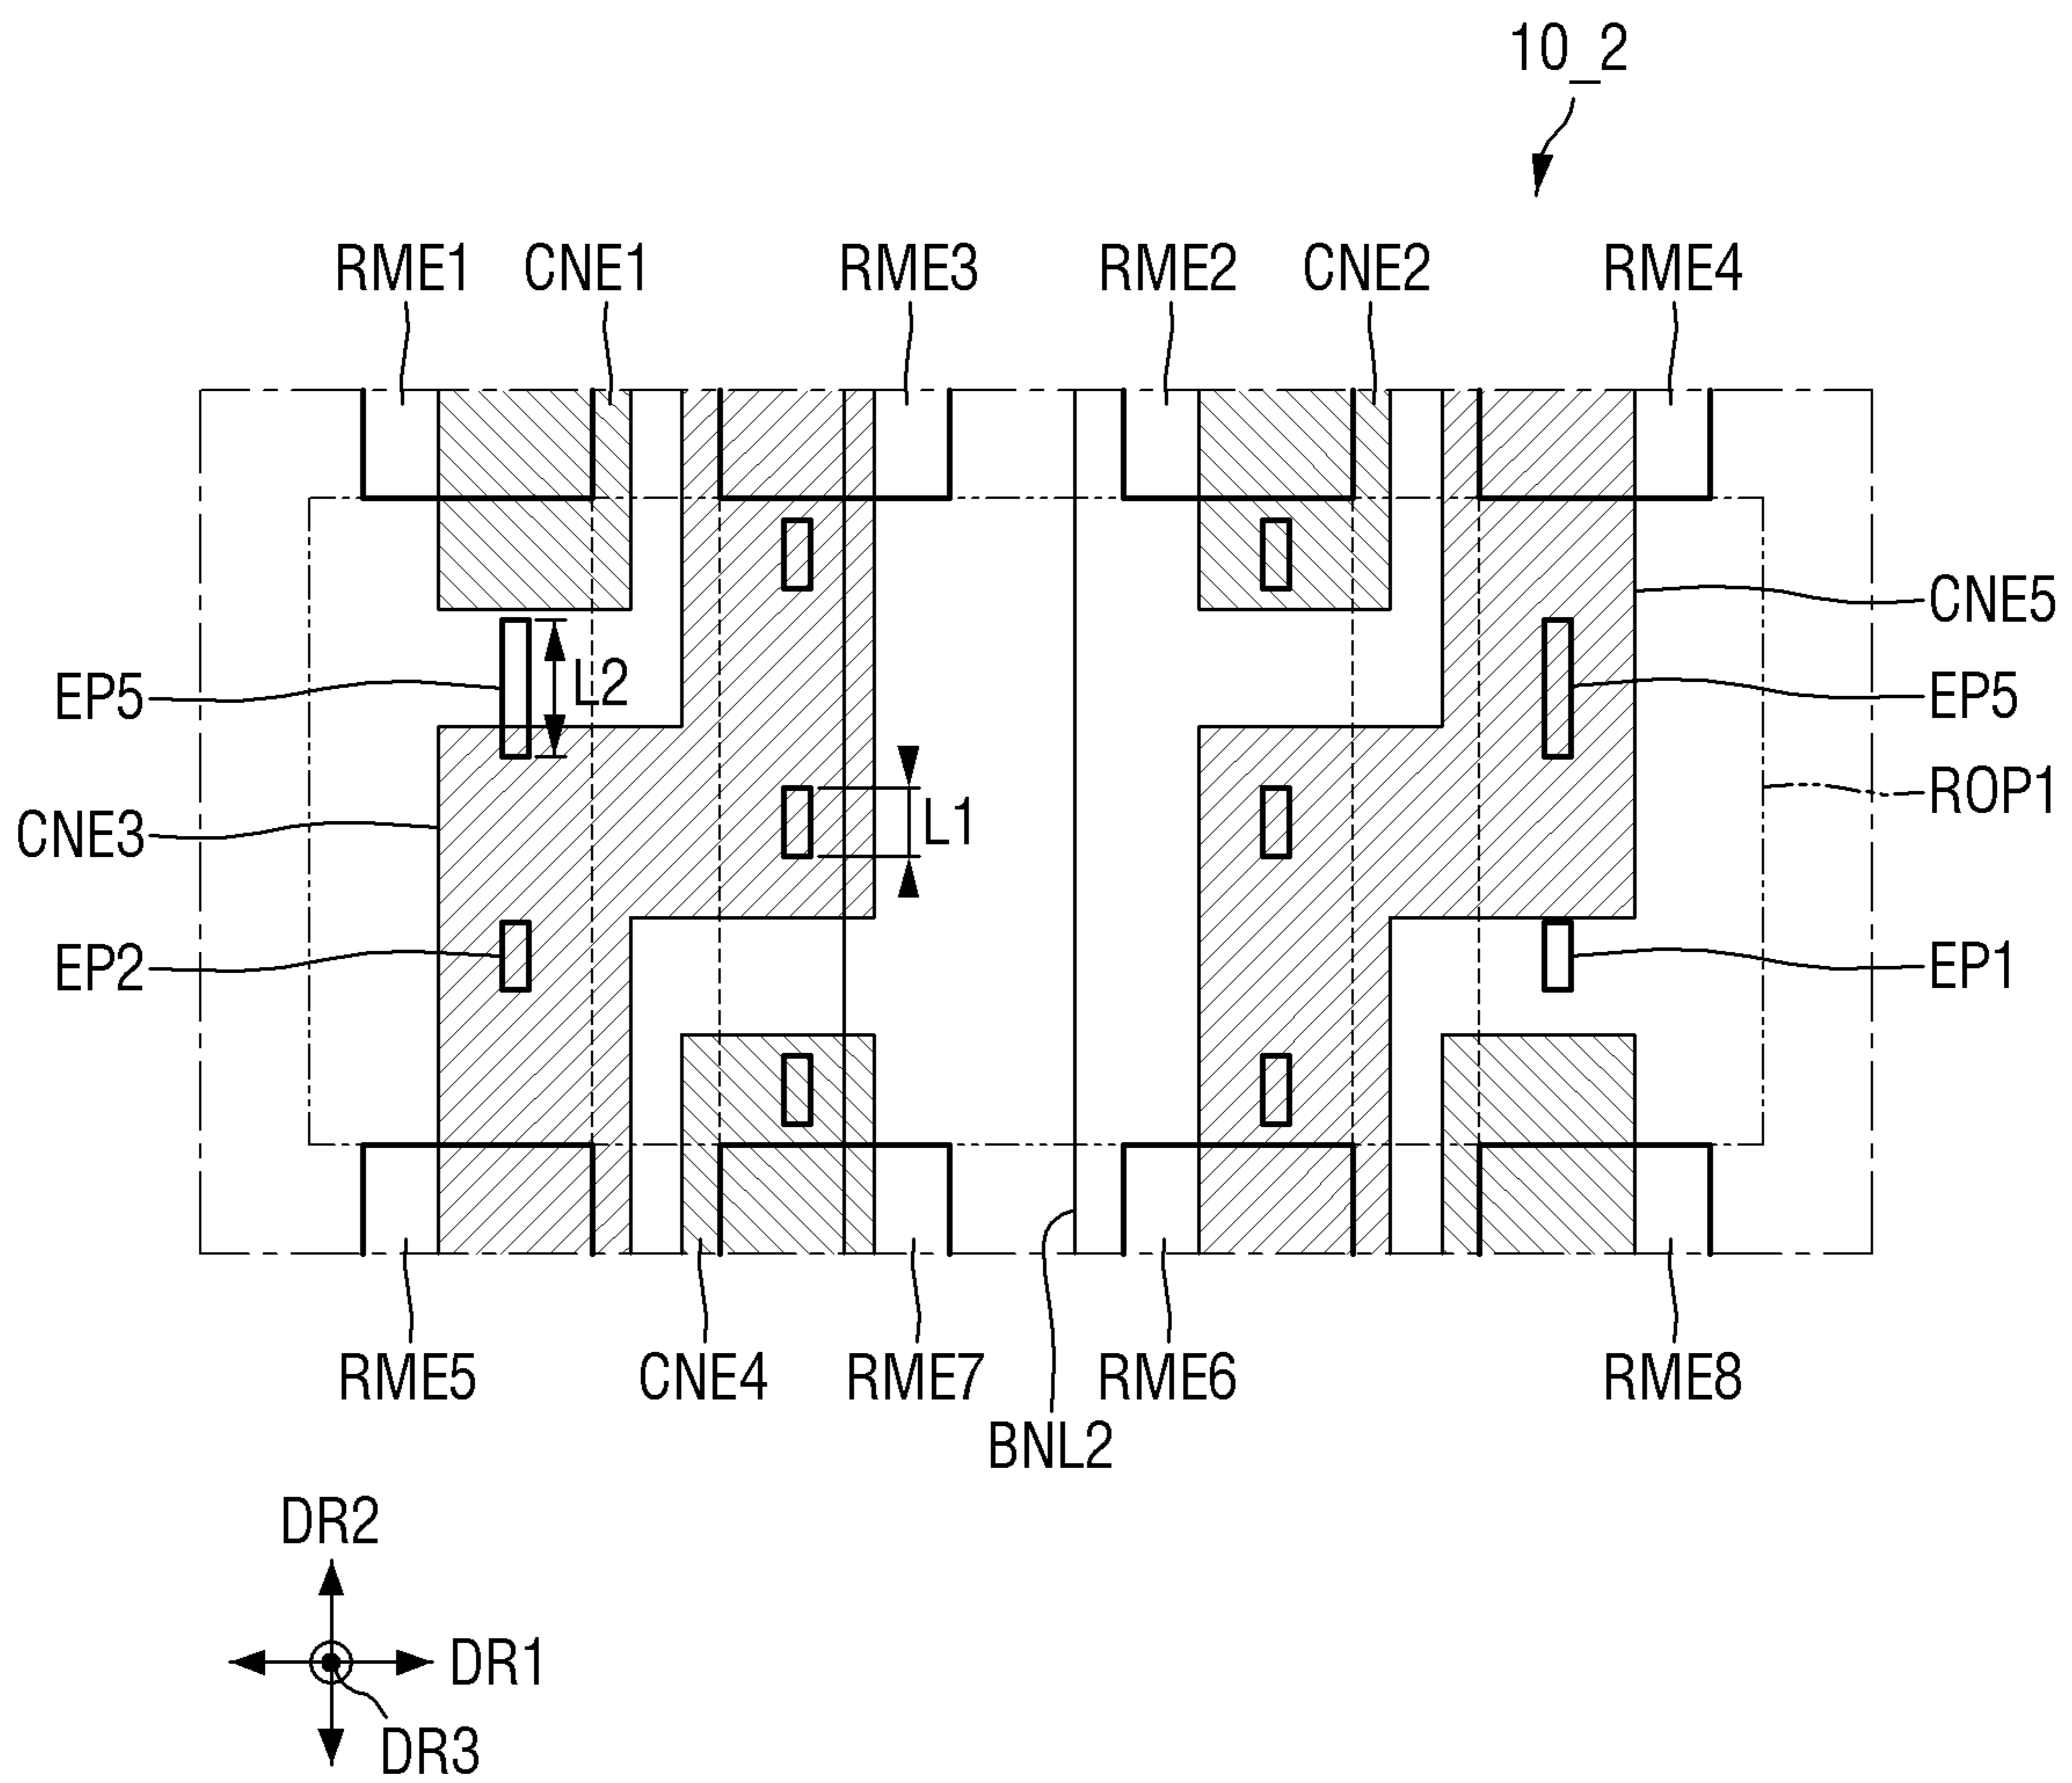 10_2
RME1 CNE1 RME3 RME2 CNE2 RME4
CNE5
EP5 L2 EP5
ROP1
CNE3 L1
EP2 EP1
RME5 CNE4 RME7 RME6 RME8
BNL2
DR2
DR1
DR3